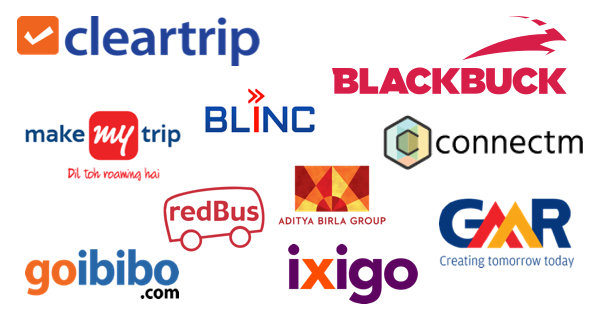 cleartrip
BLACKBUCK
BLINC
make my trip
Dil toh roaming hai
connectm
redBus
ADITYA BIRLA GROUP
GMR
Creating tomorrow today
goibibo
.com
ixigo